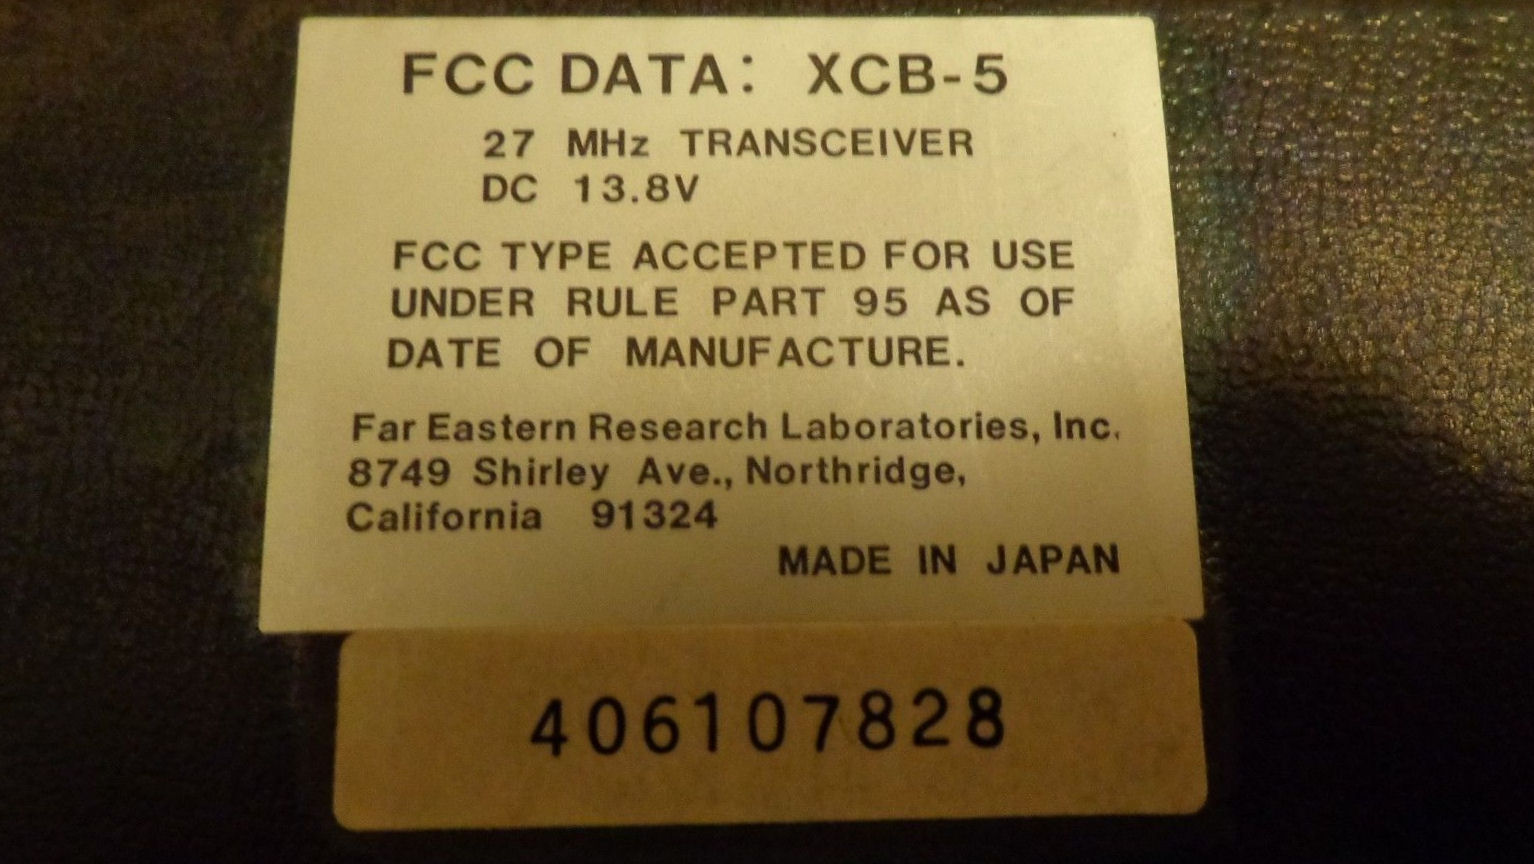 FCC DATA: XCB-5
27 MHz TRANSCEIVER
DC 13.8V
FCC TYPE ACCEPTED FOR USE
UNDER RULE PART 95 AS OF
DATE OF MANUFACTURE.
Far Eastern Research Laboratories, Inc.
8749 Shirley Ave., Northridge,
California 91324
MADE IN JAPAN
406107828